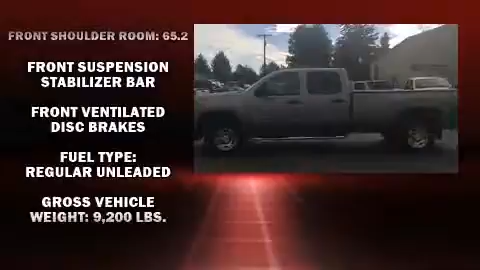 FRONT SHOULDER ROOM: 65.2
FRONT SUSPENSION
STABILIZER BAR
FRONT VENTILATED
DISC BRAKES
FUEL TYPE:
REGULAR UNLEADED
GROSS VEHICLE
WEIGHT: 9,200 LBS.